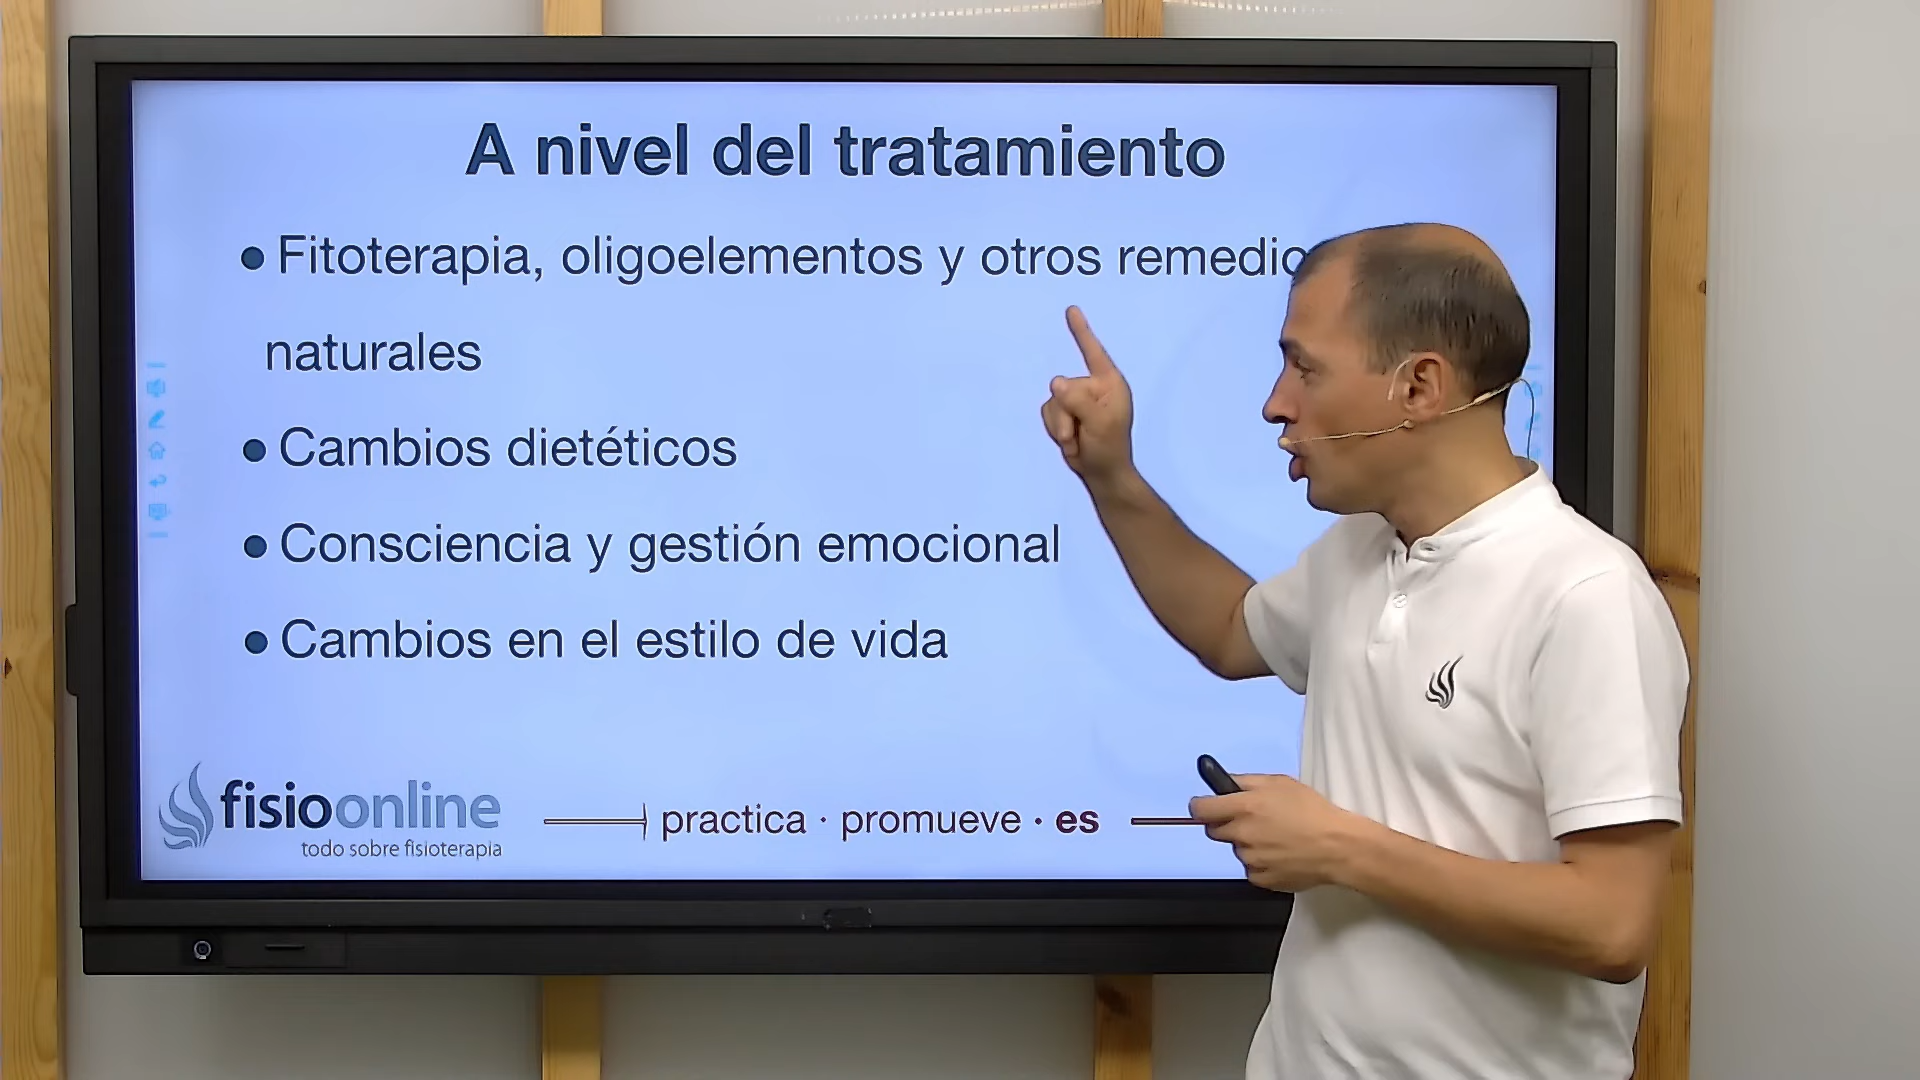 A nivel del tratamiento
● Fitoterapia, oligoelementos y otros
naturales
● Cambios dietéticos
● Consciencia y gestión emocional
● Cambios en el estilo de vida
fisioonline
todo sobre fisioterapia
practica · promueve · es